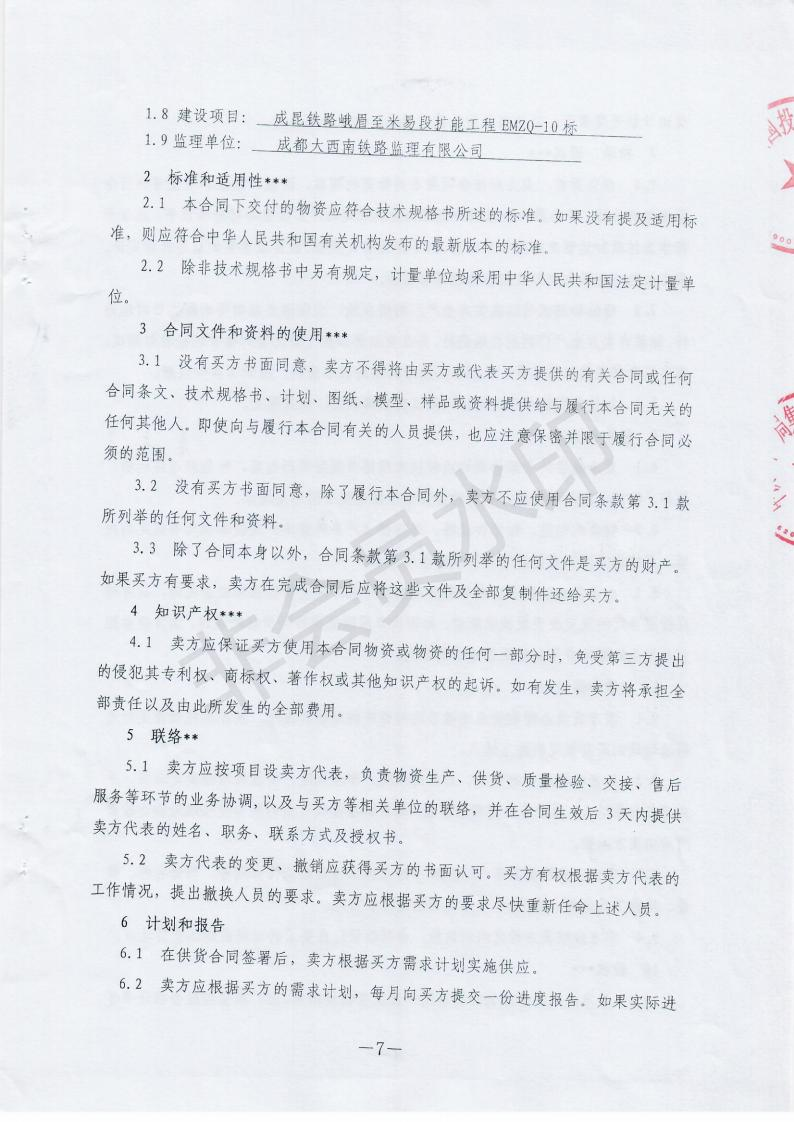 1.8 建设项目: 成昆铁路峨眉至米易段扩能工程 EMZQ-10 标
1.9 监理单位: 成都大西南铁路监理有限公司
2 标准和适用性***
2.1 本合同下交付的物资应符合技术规格书所述的标准。如果没有提及适用标
准，则应符合中华人民共和国有关机构发布的最新版本的标准。
2.2 除非技术规格书中另有规定，计量单位均采用中华人民共和国法定计量单
位。
3 合同文件和资料的使用***
3.1 没有买方书面同意，卖方不得将由买方或代表买方提供的有关合同或任何
合同条文、技术规格书、计划、图纸、模型、样品或资料提供给与履行本合同无关的
任何其他人。即使向与履行本合同有关的人员提供，也应注意保密并限于履行合同必
须的范围。
3.2 没有买方书面同意，除了履行本合同外，卖方不应使用合同条款第 3.1 款
所列举的任何文件和资料。
3.3 除了合同本身以外，合同条款第 3.1 款所列举的任何文件是买方的财产。
如果买方有要求，卖方在完成合同后应将这些文件及全部复制件还给买方。
4 知识产权***
4.1 卖方应保证买方使用本合同物资或物资的任何一部分时，免受第三方提出
的侵犯其专利权、商标权、著作权或其他知识产权的起诉。如有发生，卖方将承担全
部责任以及由此所发生的全部费用。
5 联络**
5.1 卖方应按项目设卖方代表，负责物资生产、供货、质量检验、交接、售后
服务等环节的业务协调,以及与买方等相关单位的联络，并在合同生效后 3 天内提供
卖方代表的姓名、职务、联系方式及授权书。
5.2 卖方代表的变更、撤销应获得买方的书面认可。买方有权根据卖方代表的
工作情况，提出撤换人员的要求。卖方应根据买方的要求尽快重新任命上述人员。
6 计划和报告
6.1 在供货合同签署后，卖方根据买方需求计划实施供应。
6.2 卖方应根据买方的需求计划，每月向买方提交一份进度报告。如果实际进
—7—
非会员水印